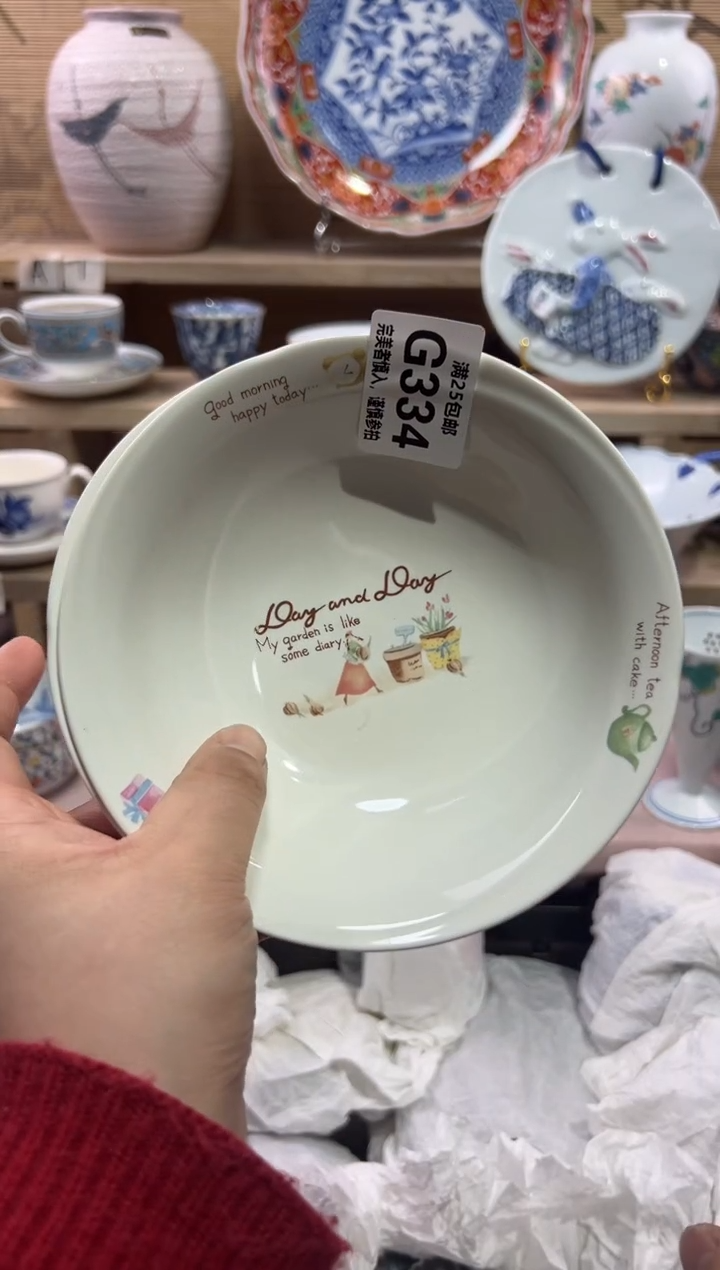 Good morning
happy today...
满25包邮
G334
完美者慎入，谨慎参拍
Day and Day
My garden is like
some diary
Afternoon tea
with cake...